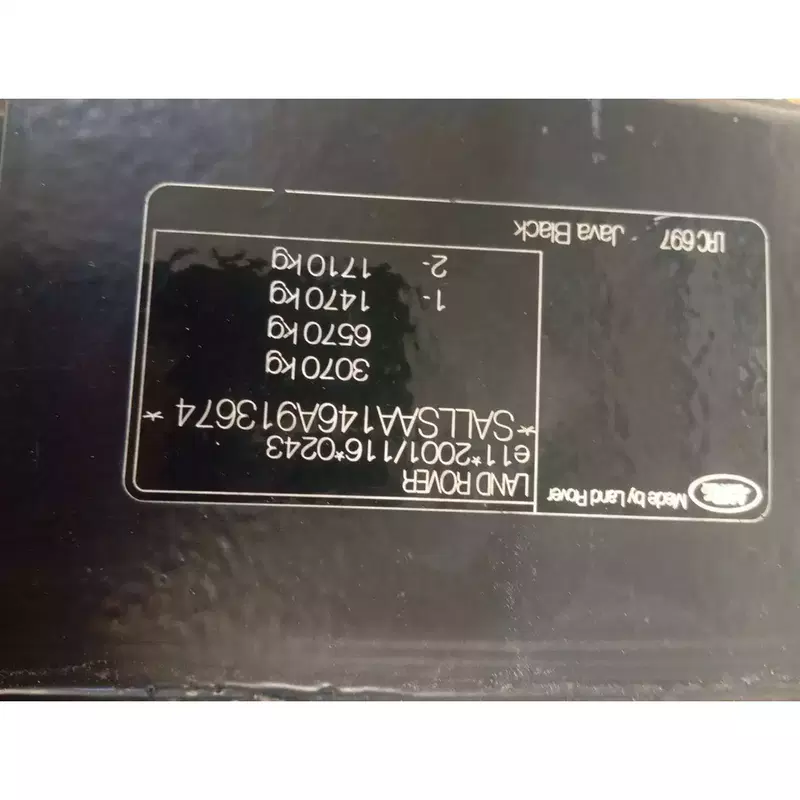 Made by Land Rover
LAND ROVER
e11*2001/116*0243
*SALLSAA146A913674*
3070 kg
6570 kg
1- 1470 kg
2- 1710 kg
LRC 697 Java Black